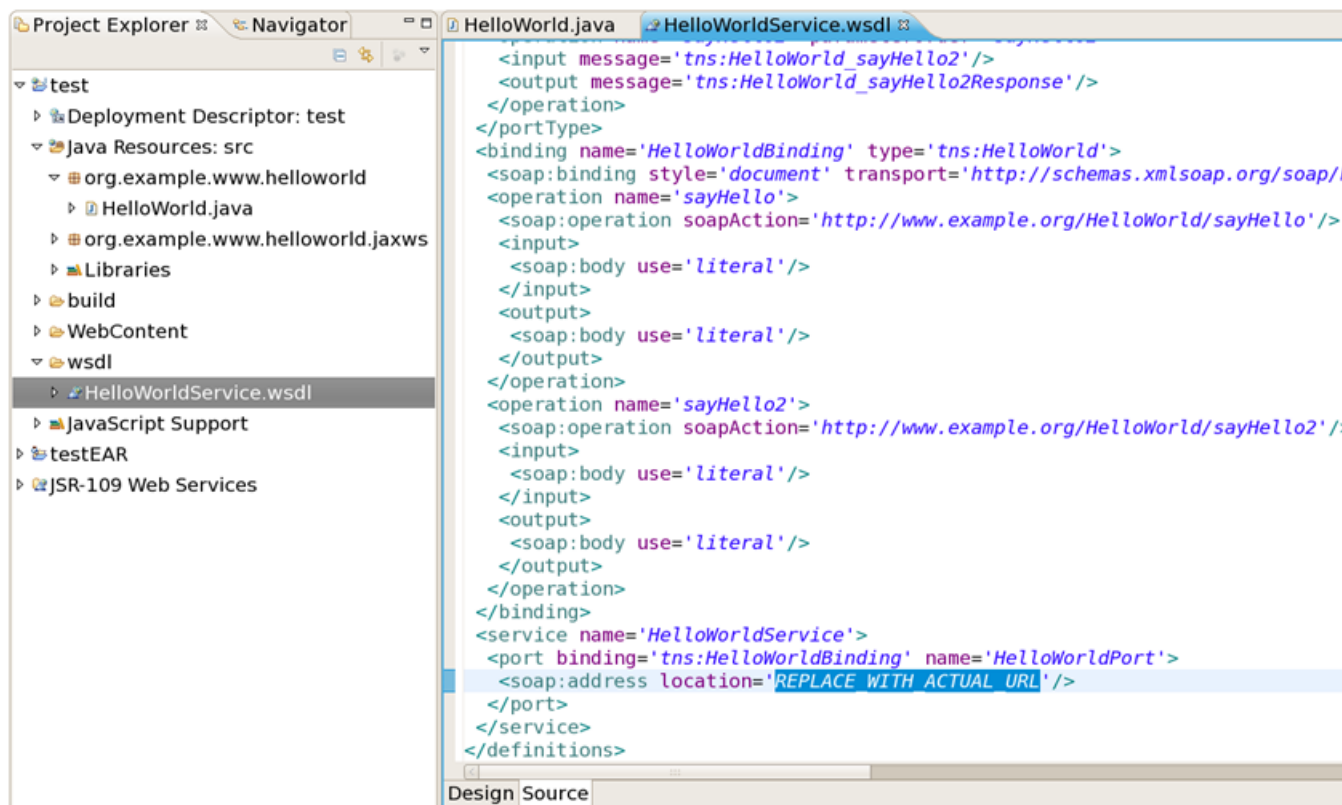 Project Explorer
Navigator
test
Deployment Descriptor: test
Java Resources: src
org.example.www.helloworld
HelloWorld.java
org.example.www.helloworld.jaxws
Libraries
build
WebContent
wsdl
HelloWorldService.wsdl
JavaScript Support
testEAR
JSR-109 Web Services
HelloWorld.java
HelloWorldService.wsdl
<input message='tns:HelloWorld_sayHello2'/>
<output message='tns:HelloWorld_sayHello2Response'/>
</operation>
</portType>
<binding name='HelloWorldBinding' type='tns:HelloWorld'>
<soap:binding style='document' transport='http://schemas.xmlsoap.org/soap/
<operation name='sayHello'>
<soap:operation soapAction='http://www.example.org/HelloWorld/sayHello'/>
<input>
<soap:body use='literal'/>
</input>
<output>
<soap:body use='literal'/>
</output>
</operation>
<operation name='sayHello2'>
<soap:operation soapAction='http://www.example.org/HelloWorld/sayHello2'/>
<input>
<soap:body use='literal'/>
</input>
<output>
<soap:body use='literal'/>
</output>
</operation>
</binding>
<service name='HelloWorldService'>
<port binding='tns:HelloWorldBinding' name='HelloWorldPort'>
<soap:address location='REPLACE_WITH_ACTUAL_URL'/>
</port>
</service>
</definitions>
Design Source